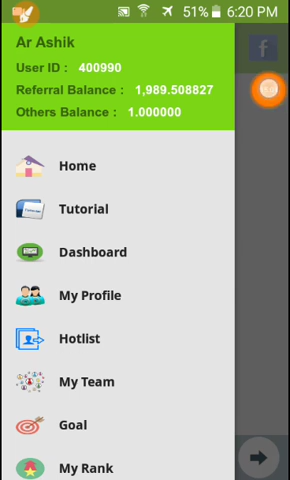 51% 6:20 PM
Ar Ashik
User ID : 400990
Referral Balance : 1,989.508827
Others Balance : 1.000000
Home
Tutorial
Dashboard
My Profile
Hotlist
My Team
Goal
My Rank